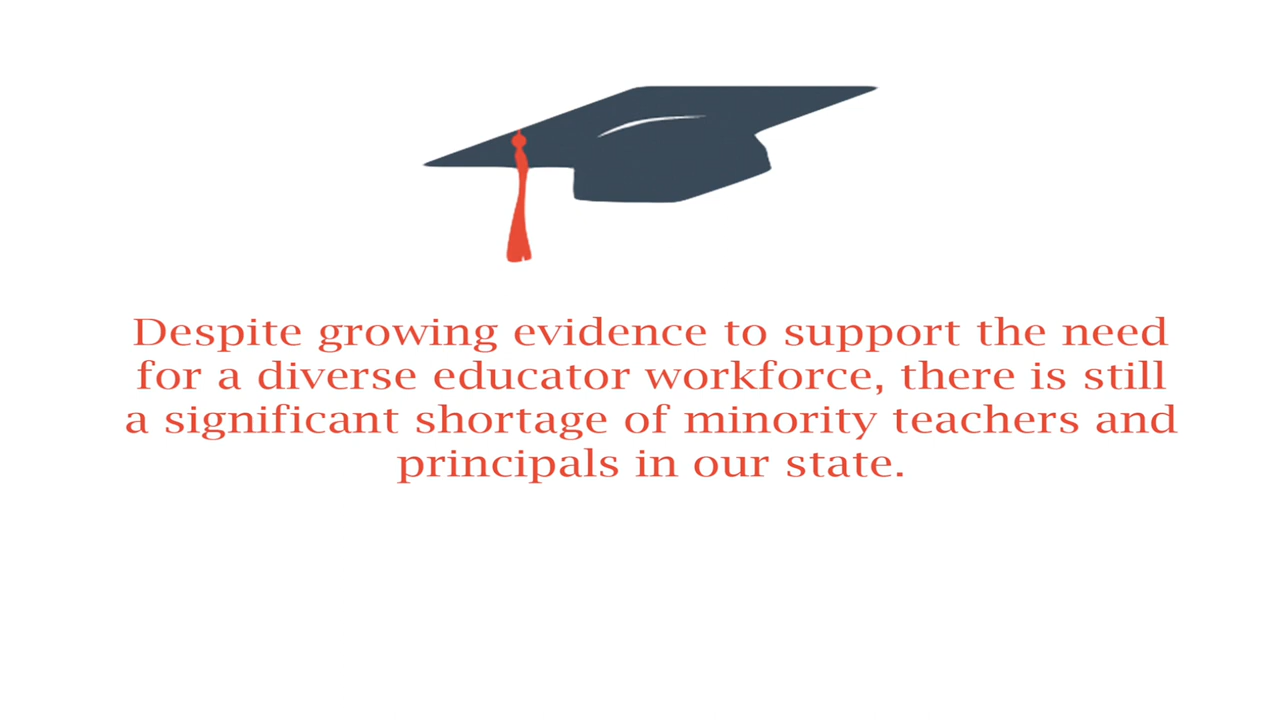 Despite growing evidence to support the need
for a diverse educator workforce, there is still
a significant shortage of minority teachers and
principals in our state.